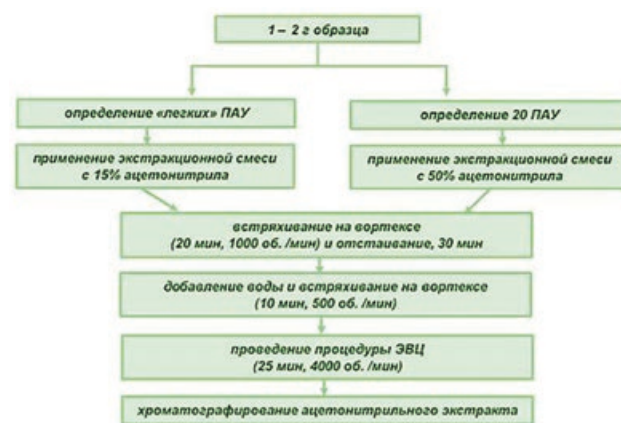 1 – 2 г образца
определение «легких» ПАУ
определение 20 ПАУ
применение экстракционной смеси
с 15% ацетонитрила
применение экстракционной смеси
с 50% ацетонитрила
встряхивание на вортексе
(20 мин, 1000 об. /мин) и отстаивание, 30 мин
добавление воды и встряхивание на вортексе
(10 мин, 500 об. /мин)
проведение процедуры ЭВЦ
(25 мин, 4000 об. /мин)
хроматографирование ацетонитрильного экстракта